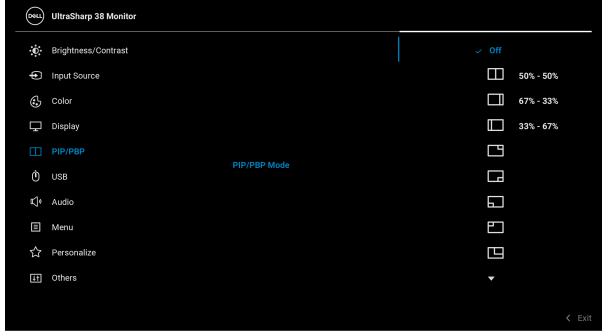 DELL UltraSharp 38 Monitor
Brightness/Contrast
Off
Input Source
50% - 50%
Color
67% - 33%
Display
33% - 67%
PIP/PBP
PIP/PBP Mode
USB
Audio
Menu
Personalize
Others
Exit